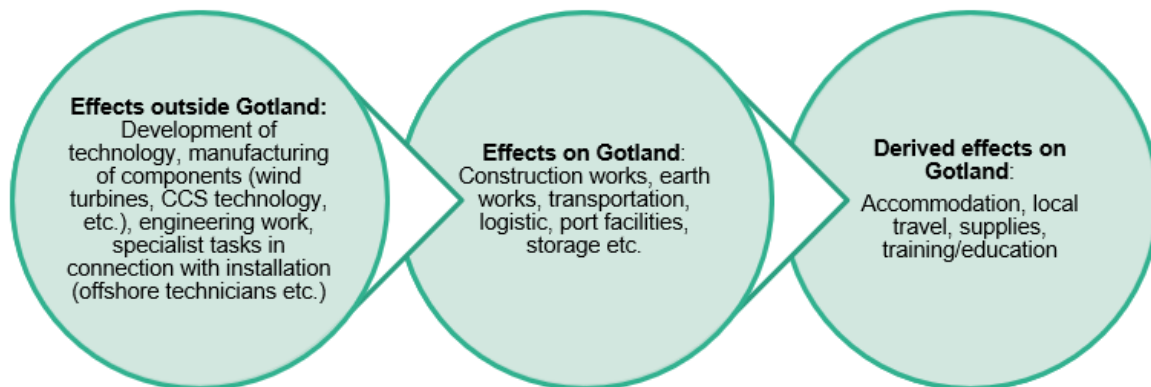 Effects outside Gotland:
Development of
technology, manufacturing
of components (wind
turbines, CCS technology,
etc.), engineering work,
specialist tasks in
connection with installation
(offshore technicians etc.)
Effects on Gotland:
Construction works, earth
works, transportation,
logistic, port facilities,
storage etc.
Derived effects on
Gotland:
Accommodation, local
travel, supplies,
training/education